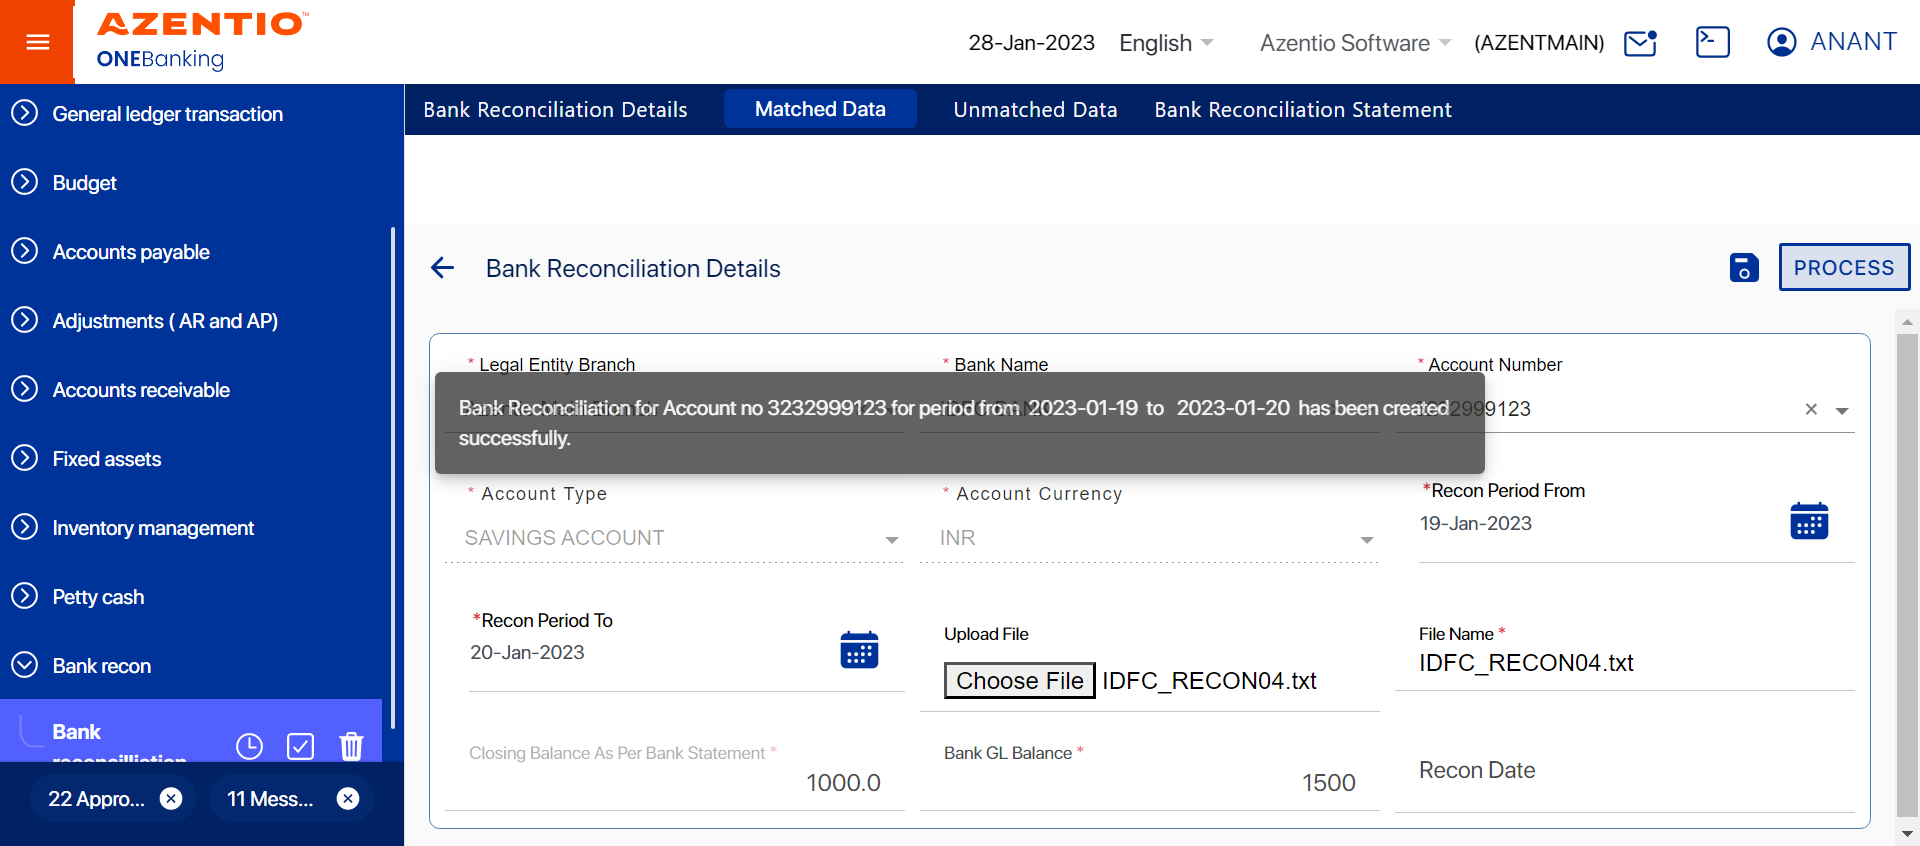 AZENTIO™
ONEBanking
28-Jan-2023 English Azentio Software (AZENTMAIN) ANANT
Bank Reconciliation Details Matched Data Unmatched Data Bank Reconciliation Statement
General ledger transaction
Budget
Accounts payable
Adjustments ( AR and AP)
Accounts receivable
Fixed assets
Inventory management
Petty cash
Bank recon
Bank
reconcilliation
22 Appro...
11 Mess...
Bank Reconciliation Details
PROCESS
* Legal Entity Branch
* Bank Name
* Account Number
Bank Reconciliation for Account no 3232999123 for period from 2023-01-19 to 2023-01-20 has been created
successfully.
3232999123
* Account Type
SAVINGS ACCOUNT
* Account Currency
INR
*Recon Period From
19-Jan-2023
*Recon Period To
20-Jan-2023
Upload File
Choose File IDFC_RECON04.txt
File Name *
IDFC_RECON04.txt
Closing Balance As Per Bank Statement *
1000.0
Bank GL Balance *
1500
Recon Date